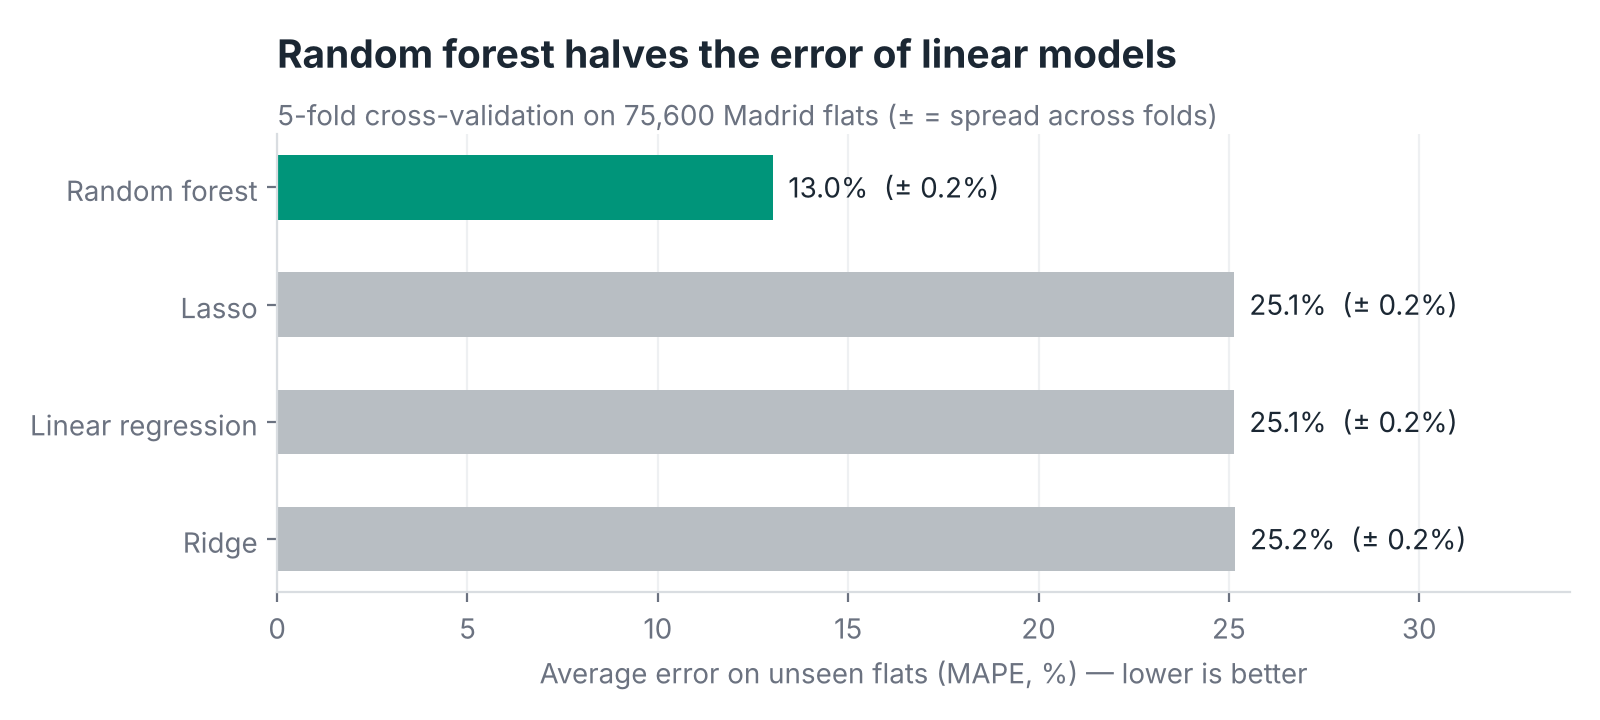 Random forest halves the error of linear models
5-fold cross-validation on 75,600 Madrid flats (± = spread across folds)
Random forest
13.0% (± 0.2%)
Lasso
25.1% (± 0.2%)
Linear regression
25.1% (± 0.2%)
Ridge
25.2% (± 0.2%)
0 5 10 15 20 25 30
Average error on unseen flats (MAPE, %) — lower is better